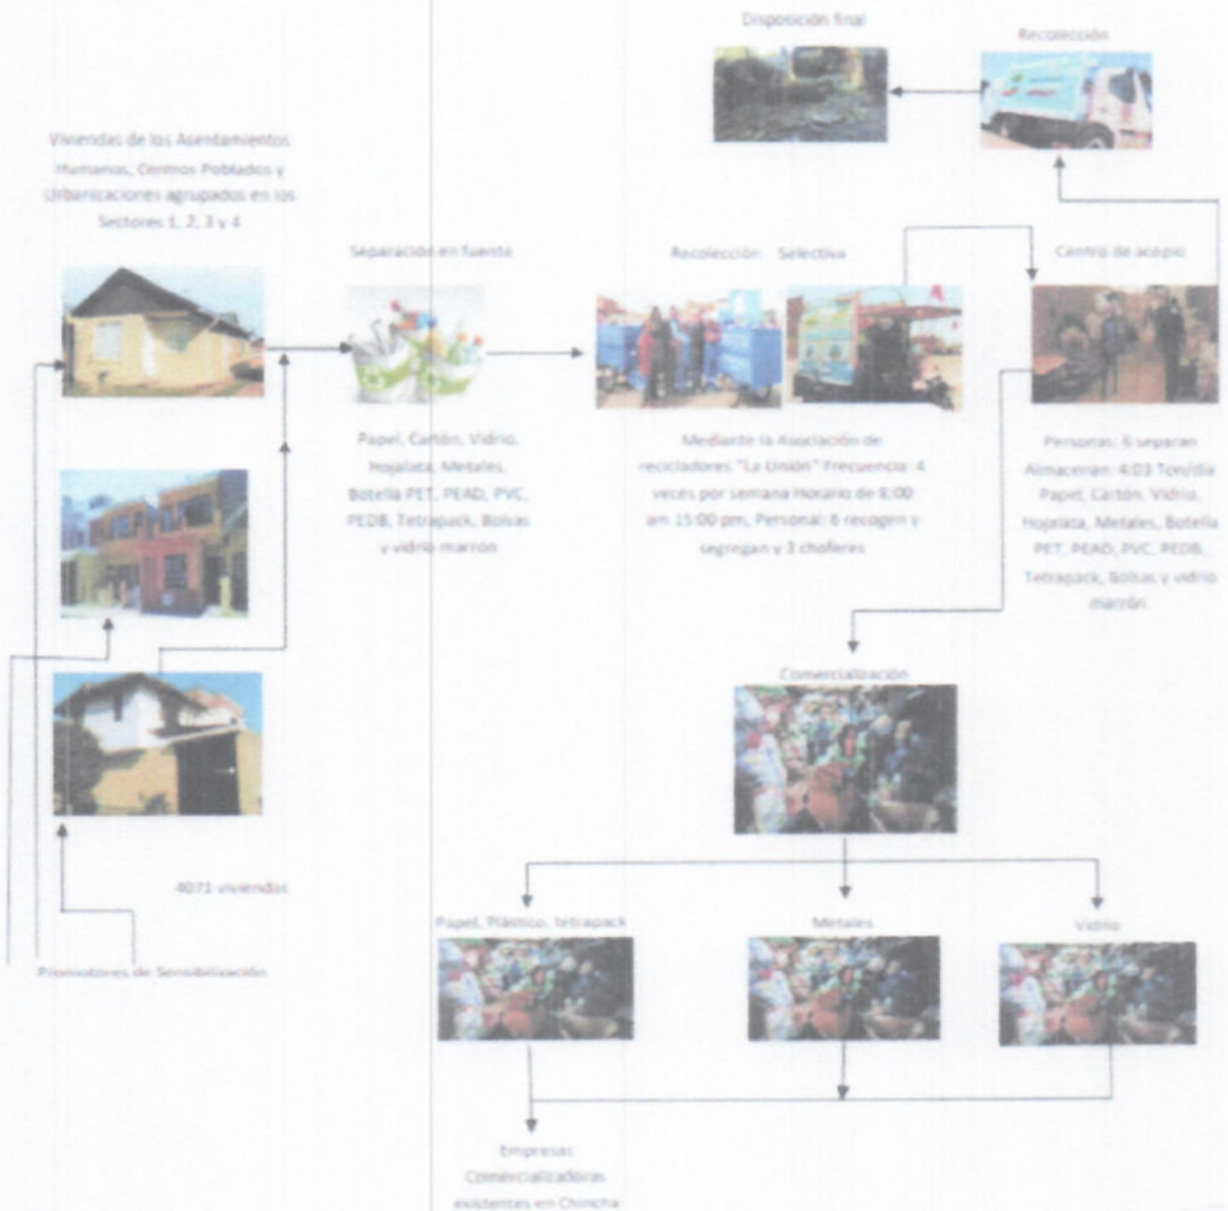 Disposición final
Recolección
Viviendas de los Asentamientos
Humanos, Centros Poblados y
Urbanizaciones agrupados en los
Sectores 1, 2, 3 y 4
Separación en fuente
Recolección Selectiva
Centro de acopio
Papel, Cartón, Vidrio,
Hojalata, Metales,
Botella PET, PEAD, PVC,
PEDB, Tetrapack, Bolsas
y vidrio marrón
Mediante la Asociación de
recicladores "La Unión" Frecuencia: 4
veces por semana Horario de 8:00
am 15:00 pm, Personal: 6 recogen y
segregan y 3 choferes
Personas: 6 separan
Almacenan: 4:03 Ton/dia
Papel, Cartón, Vidrio,
Hojalata, Metales, Botella
PET, PEAD, PVC, PEDB,
Tetrapack, Bolsas y vidrio
marrón.
Comercialización
4071 viviendas
Promotores de Sensibilización
Papel, Plástico, tetrapack
Metales
Vidrio
Empresas
Comercializadoras
existentes en Chincha